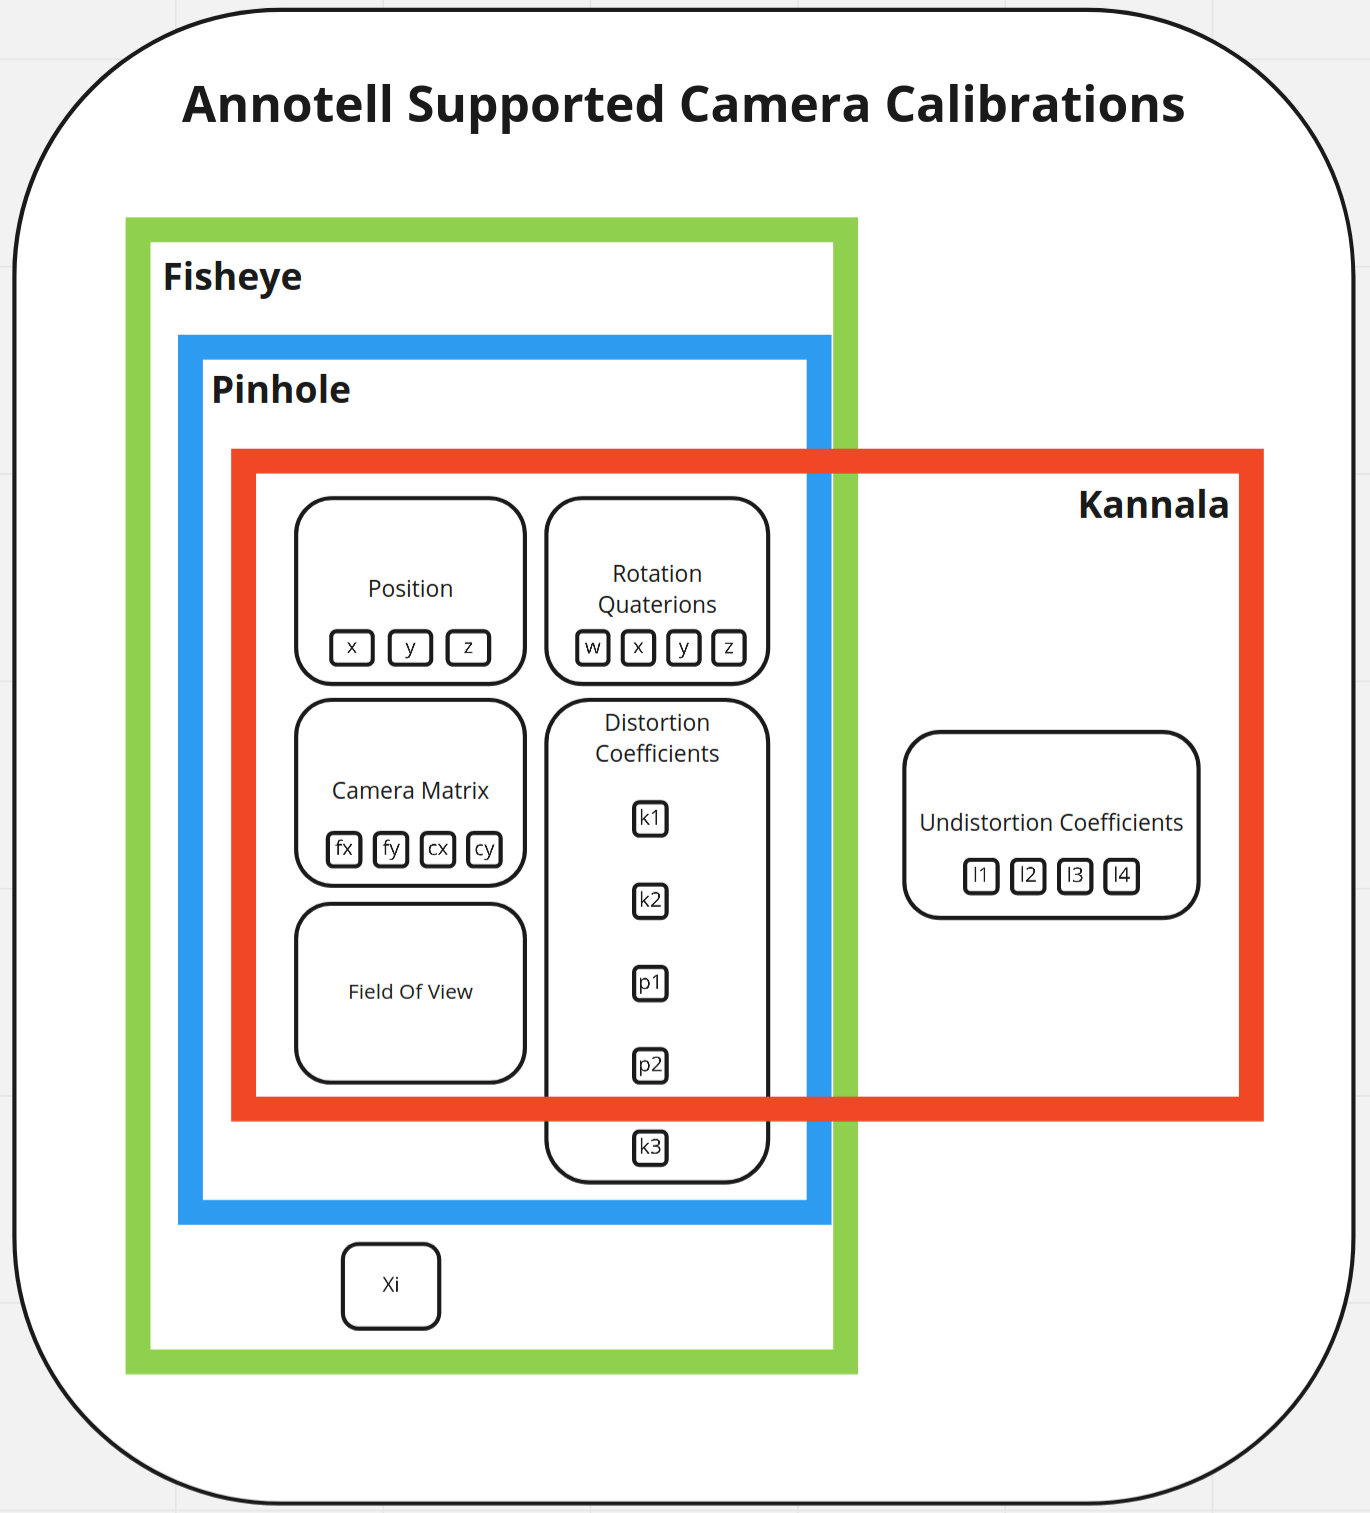 Annotell Supported Camera Calibrations
Fisheye
Pinhole
Kannala
Position
x y z
Rotation
Quaterions
w x y z
Camera Matrix
fx fy cx cy
Field Of View
Distortion
Coefficients
k1
k2
p1
p2
k3
Undistortion Coefficients
l1 l2 l3 l4
Xi